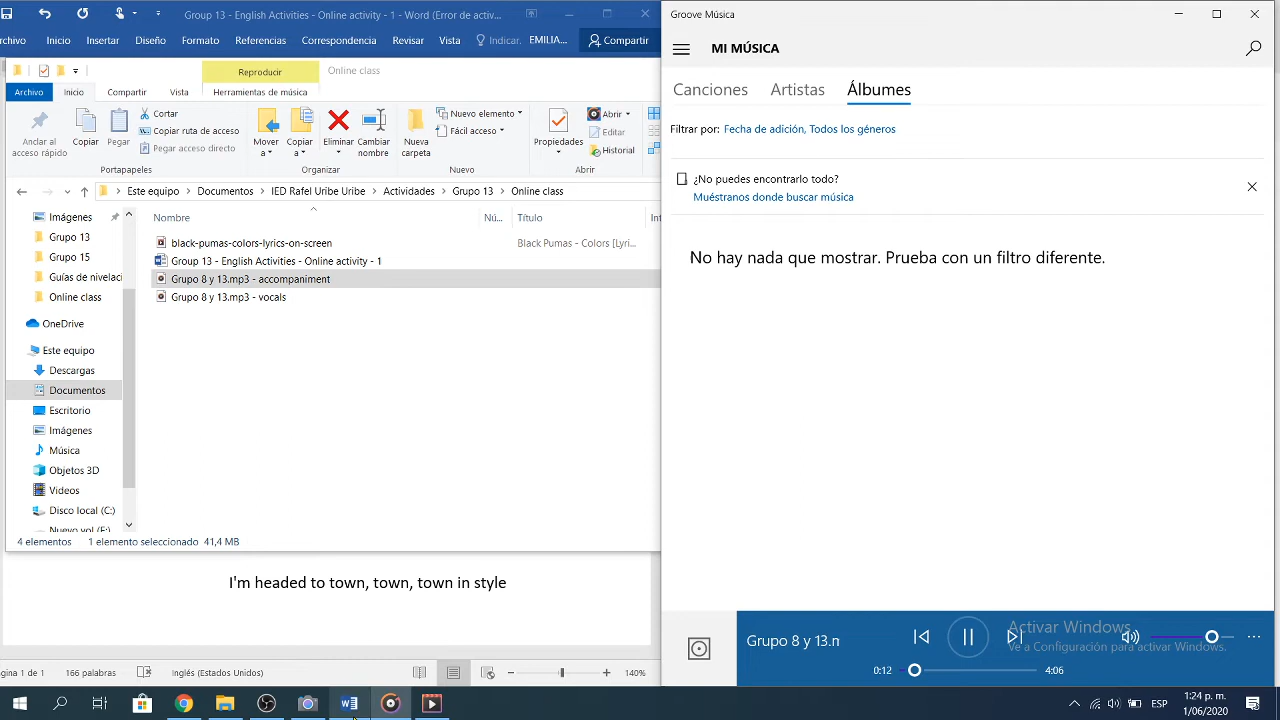 Group 13 - English Activities - Online activity - 1 - Word (Error de activ...
rchivo Inicio Insertar Diseño Formato Referencias Correspondencia Revisar Vista Indicar. EMILIA... Compartir
Reproducir Online class
Archivo Inicio Compartir Vista Herramientas de música
Andar al acceso rápido
Copiar
Pegar
Cortar
Copiar ruta de acceso
Pegar acceso directo
Portapapeles
Mover a
Copiar a
Eliminar
Cambiar nombre
Organizar
Nueva carpeta
Nuevo elemento
Fácil acceso
Nuevo
Propiedades
Abrir
Editar
Historial
Abrir
Este equipo > Documentos > IED Rafel Uribe Uribe > Actividades > Grupo 13 > Online class
Imágenes
Grupo 13
Grupo 15
Guías de nivelac
Online class
OneDrive
Este equipo
Descargas
Documentos
Escritorio
Imágenes
Música
Objetos 3D
Videos
Disco local (C:)
Nuevo vol (E:)
Nombre Nú... Título Int
black-pumas-colors-lyrics-on-screen Black Pumas - Colors [Lyri...
Group 13 - English Activities - Online activity - 1
Grupo 8 y 13.mp3 - accompaniment
Grupo 8 y 13.mp3 - vocals
4 elementos 1 elemento seleccionado 41,4 MB
I'm headed to town, town, town in style
ágina 1 de 1 166 palabras 140%
Groove Música
MI MÚSICA
Canciones Artistas Álbumes
Filtrar por: Fecha de adición, Todos los géneros
¿No puedes encontrarlo todo?
Muéstranos donde buscar música
No hay nada que mostrar. Prueba con un filtro diferente.
Grupo 8 y 13.n
0:12 4:06
Activar Windows
Ve a Configuración para activar Windows.
ESP
1:24 p. m.
1/06/2020